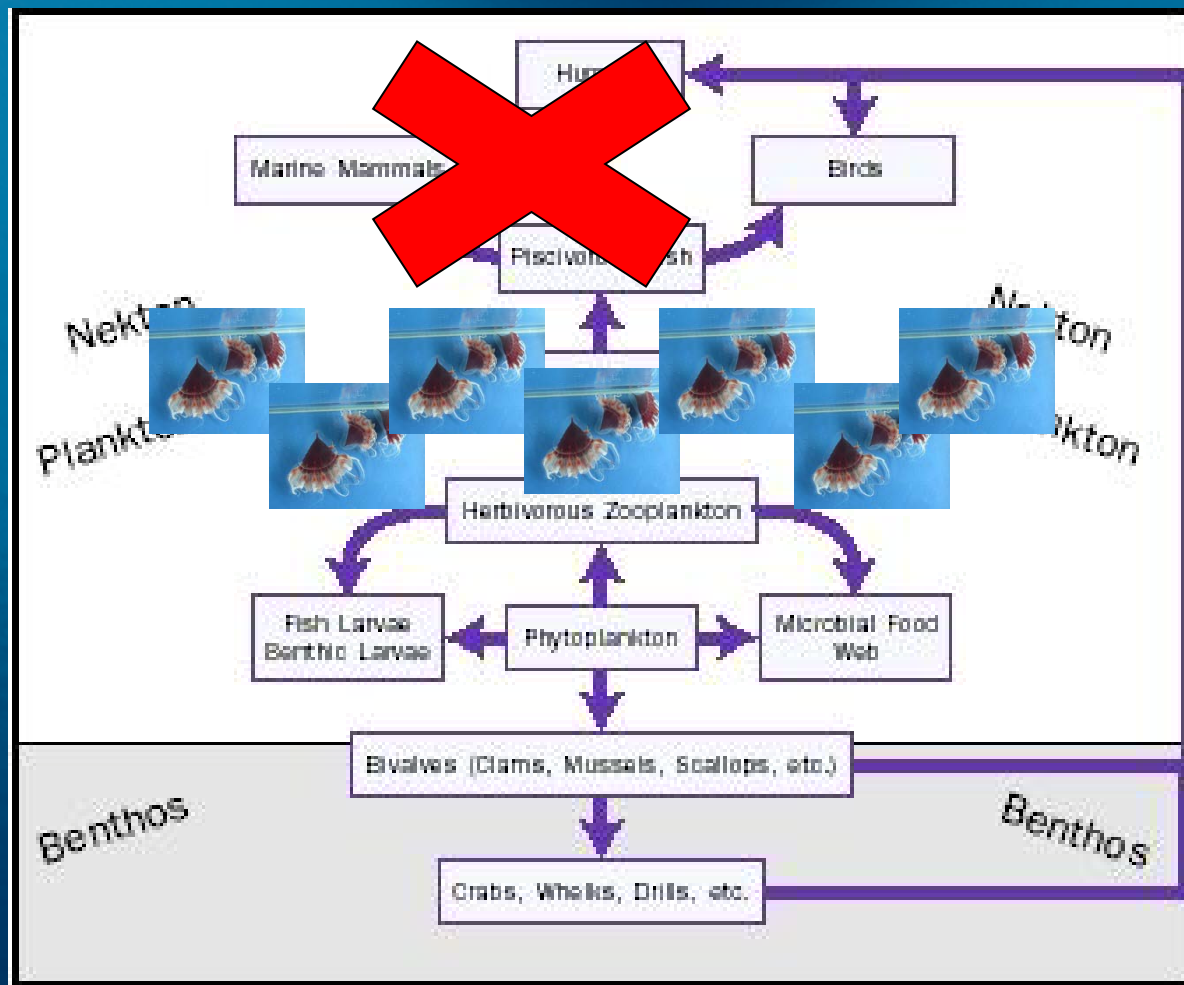 Marine Mammals
Birds
Nekton
Plankton
Herbivorous Zooplankton
Fish Larvae
Benthic Larvae
Phytoplankton
Microbial Food
Web
Bivalves (Clams, Mussels, Scallops, etc.)
Benthos
Benthos
Crabs, Whelks, Drills, etc.